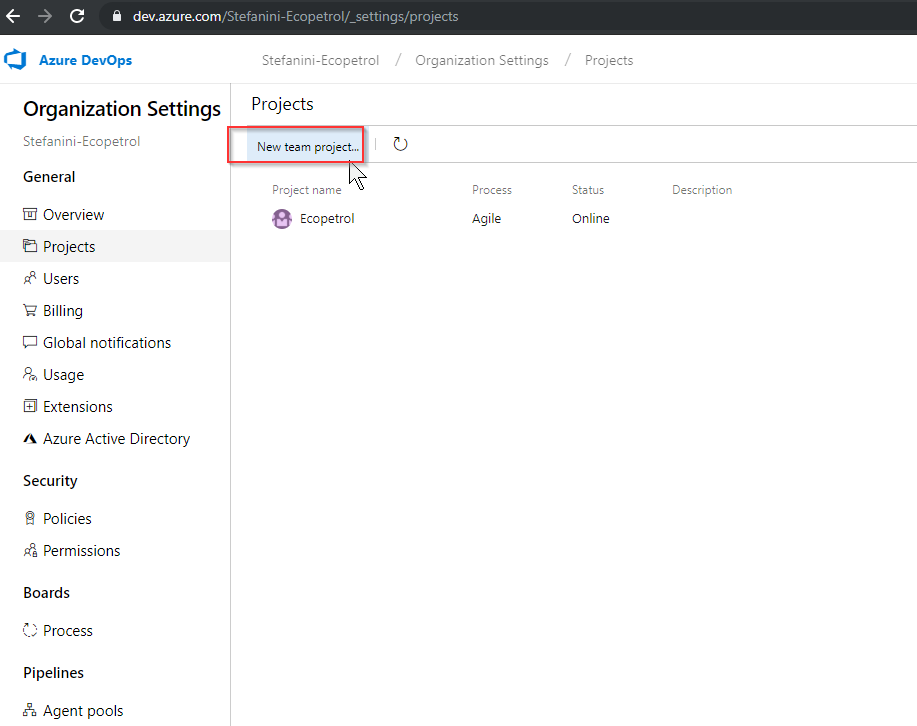 dev.azure.com/Stefanini-Ecopetrol/_settings/projects
Azure DevOps
Stefanini-Ecopetrol / Organization Settings / Projects
Organization Settings
Stefanini-Ecopetrol
General
Overview
Projects
Users
Billing
Global notifications
Usage
Extensions
Azure Active Directory
Security
Policies
Permissions
Boards
Process
Pipelines
Agent pools
Projects
New team project...
Project name Process Status Description
Ecopetrol Agile Online